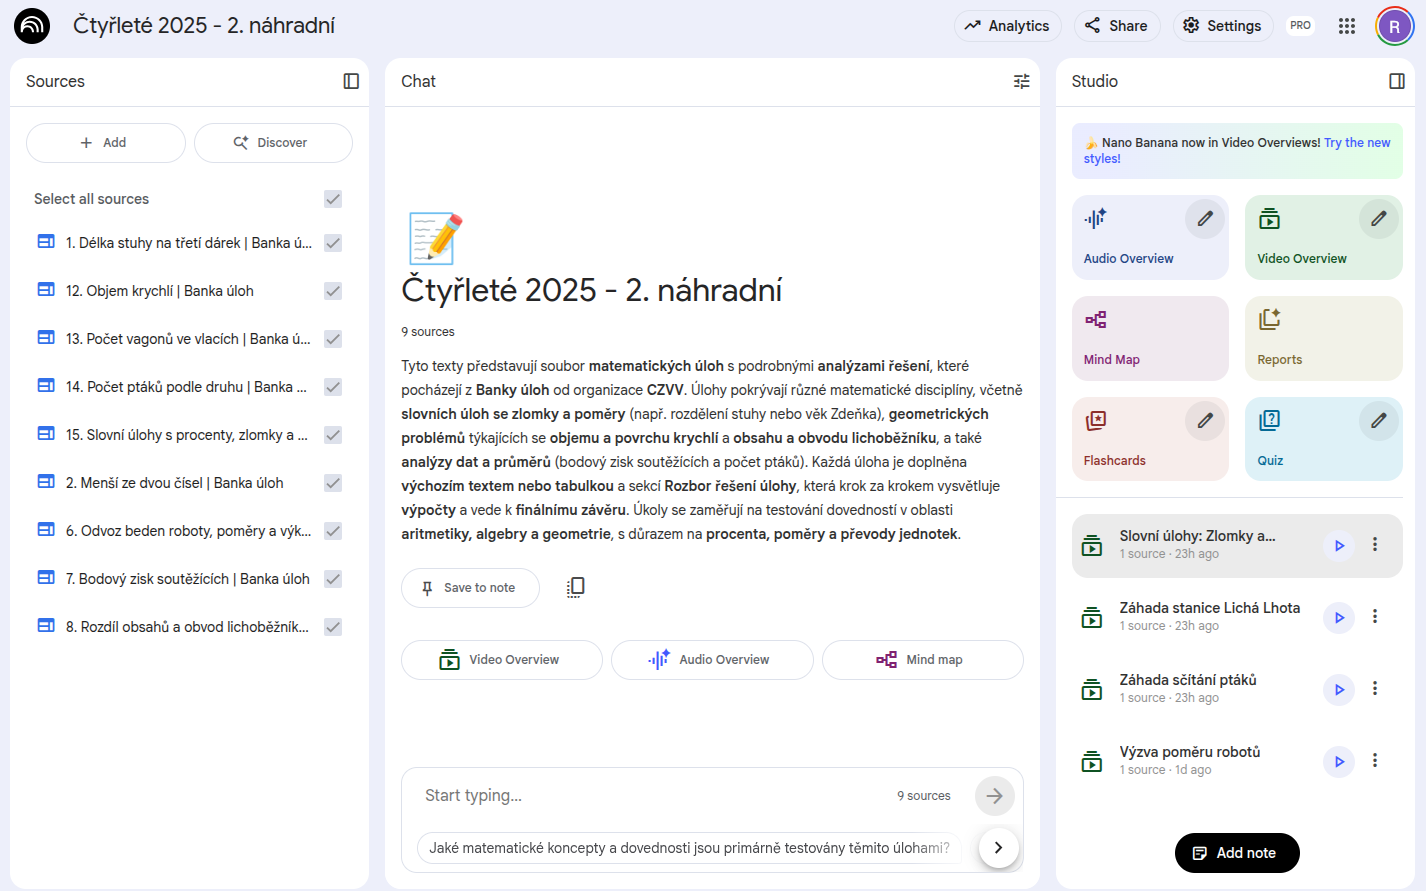 Čtyřleté 2025 - 2. náhradní
Analytics
Share
Settings
PRO
R
Sources
Add
Discover
Select all sources
1. Délka stuhy na třetí dárek | Banka ú...
12. Objem krychlí | Banka úloh
13. Počet vagonů ve vlacích | Banka ú...
14. Počet ptáků podle druhu | Banka ...
15. Slovní úlohy s procenty, zlomky a ...
2. Menší ze dvou čísel | Banka úloh
6. Odvoz beden roboty, poměry a výk...
7. Bodový zisk soutěžících | Banka úloh
8. Rozdíl obsahů a obvod lichoběžník...
Chat
Čtyřleté 2025 - 2. náhradní
9 sources
Tyto texty představují soubor matematických úloh s podrobnými analýzami řešení, které
pocházejí z Banky úloh od organizace CZVV. Úlohy pokrývají různé matematické disciplíny, včetně
slovních úloh se zlomky a poměry (např. rozdělení stuhy nebo věk Zdeňka), geometrických
problémů týkajících se objemu a povrchu krychlí a obsahu a obvodu lichoběžníku, a také
analýzy dat a průměrů (bodový zisk soutěžících a počet ptáků). Každá úloha je doplněna
výchozím textem nebo tabulkou a sekcí Rozbor řešení úlohy, která krok za krokem vysvětluje
výpočty a vede k finálnímu závěru. Úkoly se zaměřují na testování dovedností v oblasti
aritmetiky, algebry a geometrie, s důrazem na procenta, poměry a převody jednotek.
Save to note
Video Overview
Audio Overview
Mind map
Start typing...
9 sources
Jaké matematické koncepty a dovednosti jsou primárně testovány těmito úlohami?
Studio
🍌 Nano Banana now in Video Overviews! Try the new
styles!
Audio Overview
Video Overview
Mind Map
Reports
Flashcards
Quiz
Slovní úlohy: Zlomky a...
1 source · 23h ago
Záhada stanice Lichá Lhota
1 source · 23h ago
Záhada sčítání ptáků
1 source · 23h ago
Výzva poměru robotů
1 source · 1d ago
Add note